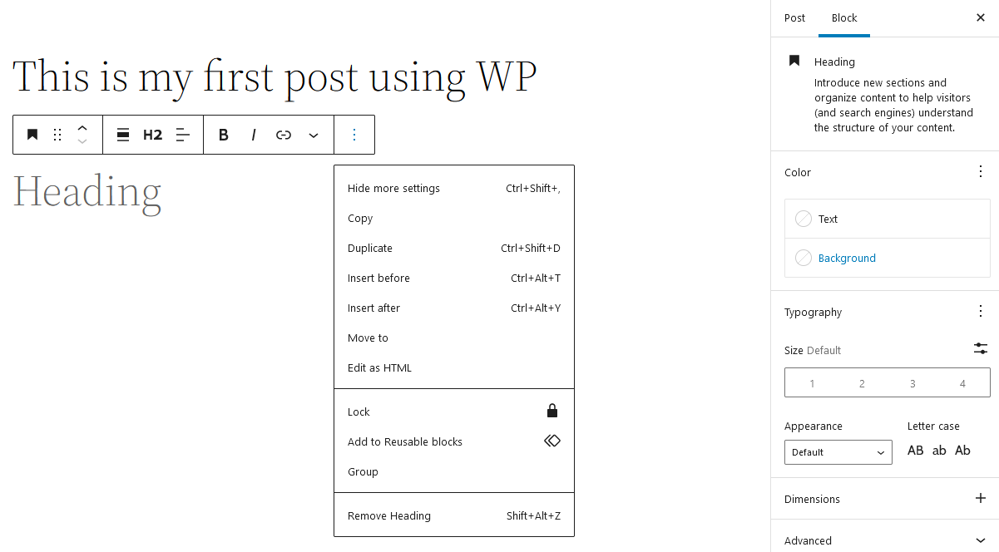 This is my first post using WP
H2 B I
Heading
Hide more settings Ctrl+Shift+,
Copy
Duplicate Ctrl+Shift+D
Insert before Ctrl+Alt+T
Insert after Ctrl+Alt+Y
Move to
Edit as HTML
Lock
Add to Reusable blocks
Group
Remove Heading Shift+Alt+Z
Post Block
Heading
Introduce new sections and
organize content to help visitors
(and search engines) understand
the structure of your content.
Color
Text
Background
Typography
Size Default
1 2 3 4
Appearance Letter case
Default AB ab Ab
Dimensions
Advanced